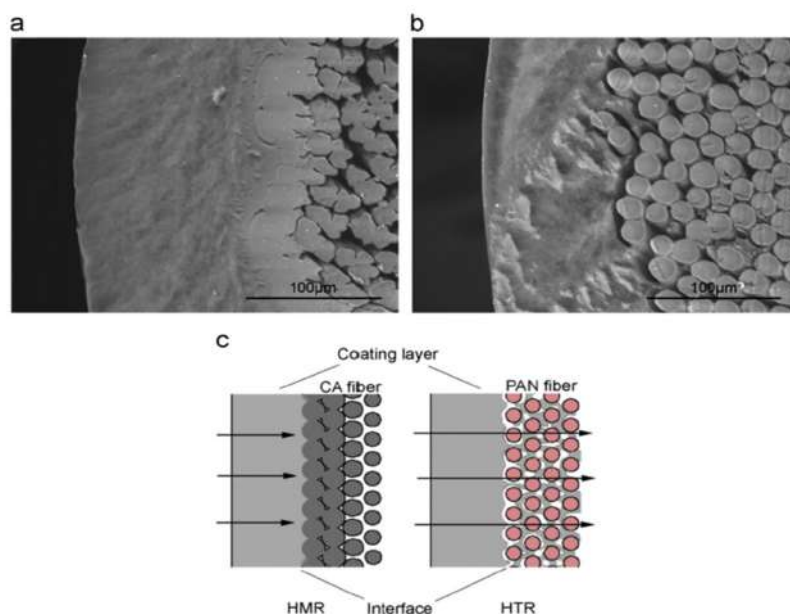 a
b
100μm
100μm
c
Coating layer
CA fiber
PAN fiber
HMR
Interface
HTR